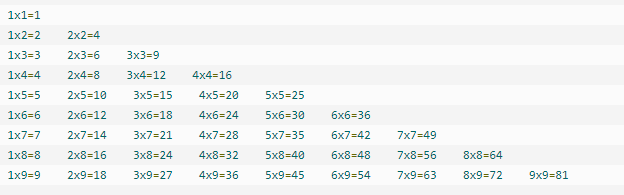 1x1=1
1x2=2 2x2=4
1x3=3 2x3=6 3x3=9
1x4=4 2x4=8 3x4=12 4x4=16
1x5=5 2x5=10 3x5=15 4x5=20 5x5=25
1x6=6 2x6=12 3x6=18 4x6=24 5x6=30 6x6=36
1x7=7 2x7=14 3x7=21 4x7=28 5x7=35 6x7=42 7x7=49
1x8=8 2x8=16 3x8=24 4x8=32 5x8=40 6x8=48 7x8=56 8x8=64
1x9=9 2x9=18 3x9=27 4x9=36 5x9=45 6x9=54 7x9=63 8x9=72 9x9=81